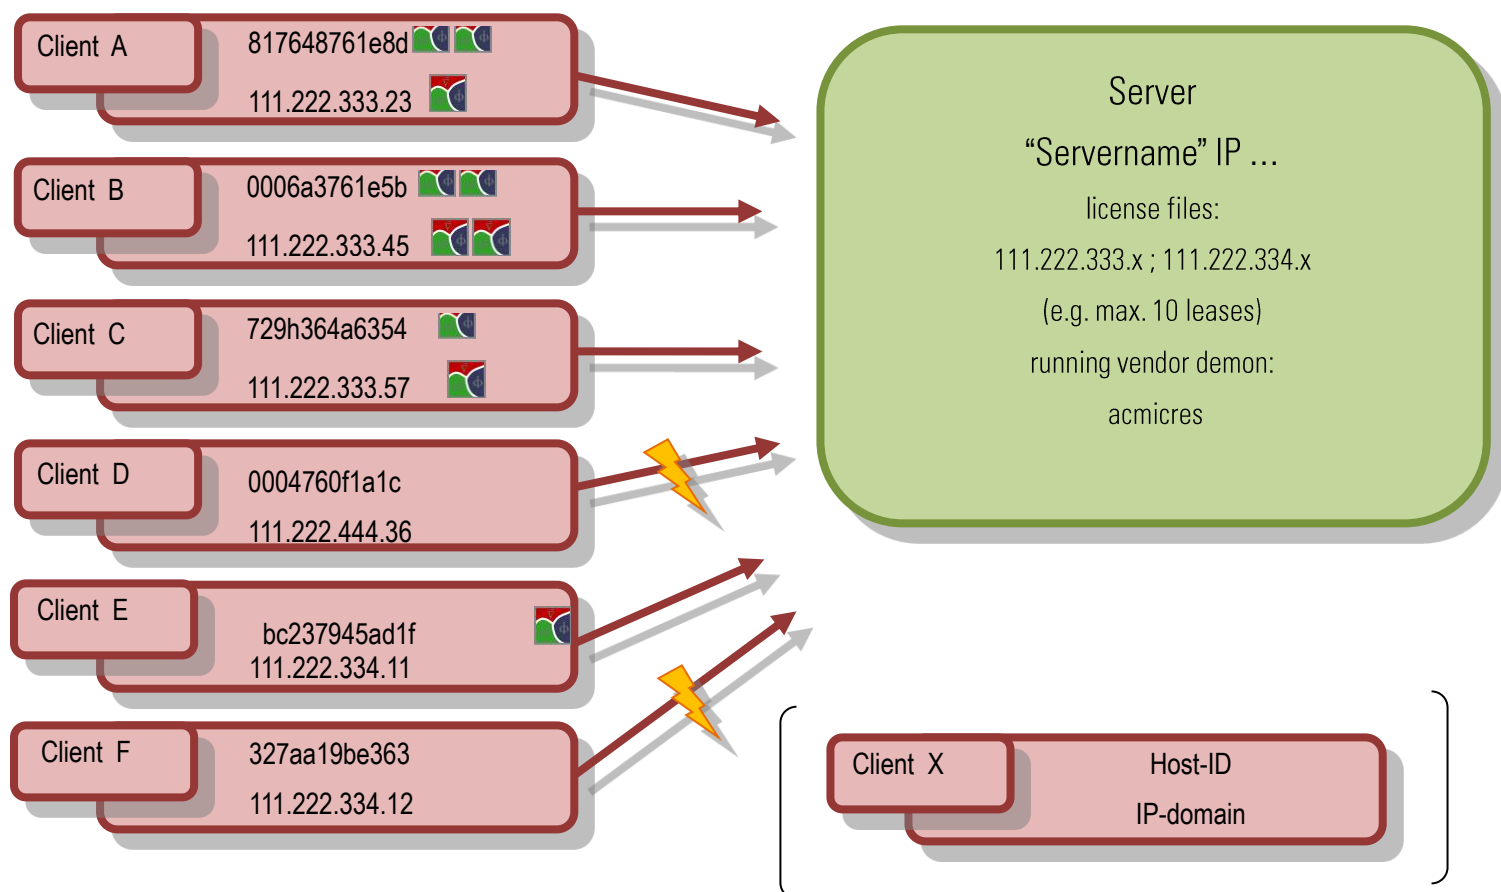 Client A
817648761e8d
111.222.333.23
Client B
0006a3761e5b
111.222.333.45
Client C
729h364a6354
111.222.333.57
Client D
0004760f1a1c
111.222.444.36
Client E
bc237945ad1f
111.222.334.11
Client F
327aa19be363
111.222.334.12
Server
“Servername” IP ...
license files:
111.222.333.x ; 111.222.334.x
(e.g. max. 10 leases)
running vendor demon:
acmicres
Client X
Host-ID
IP-domain